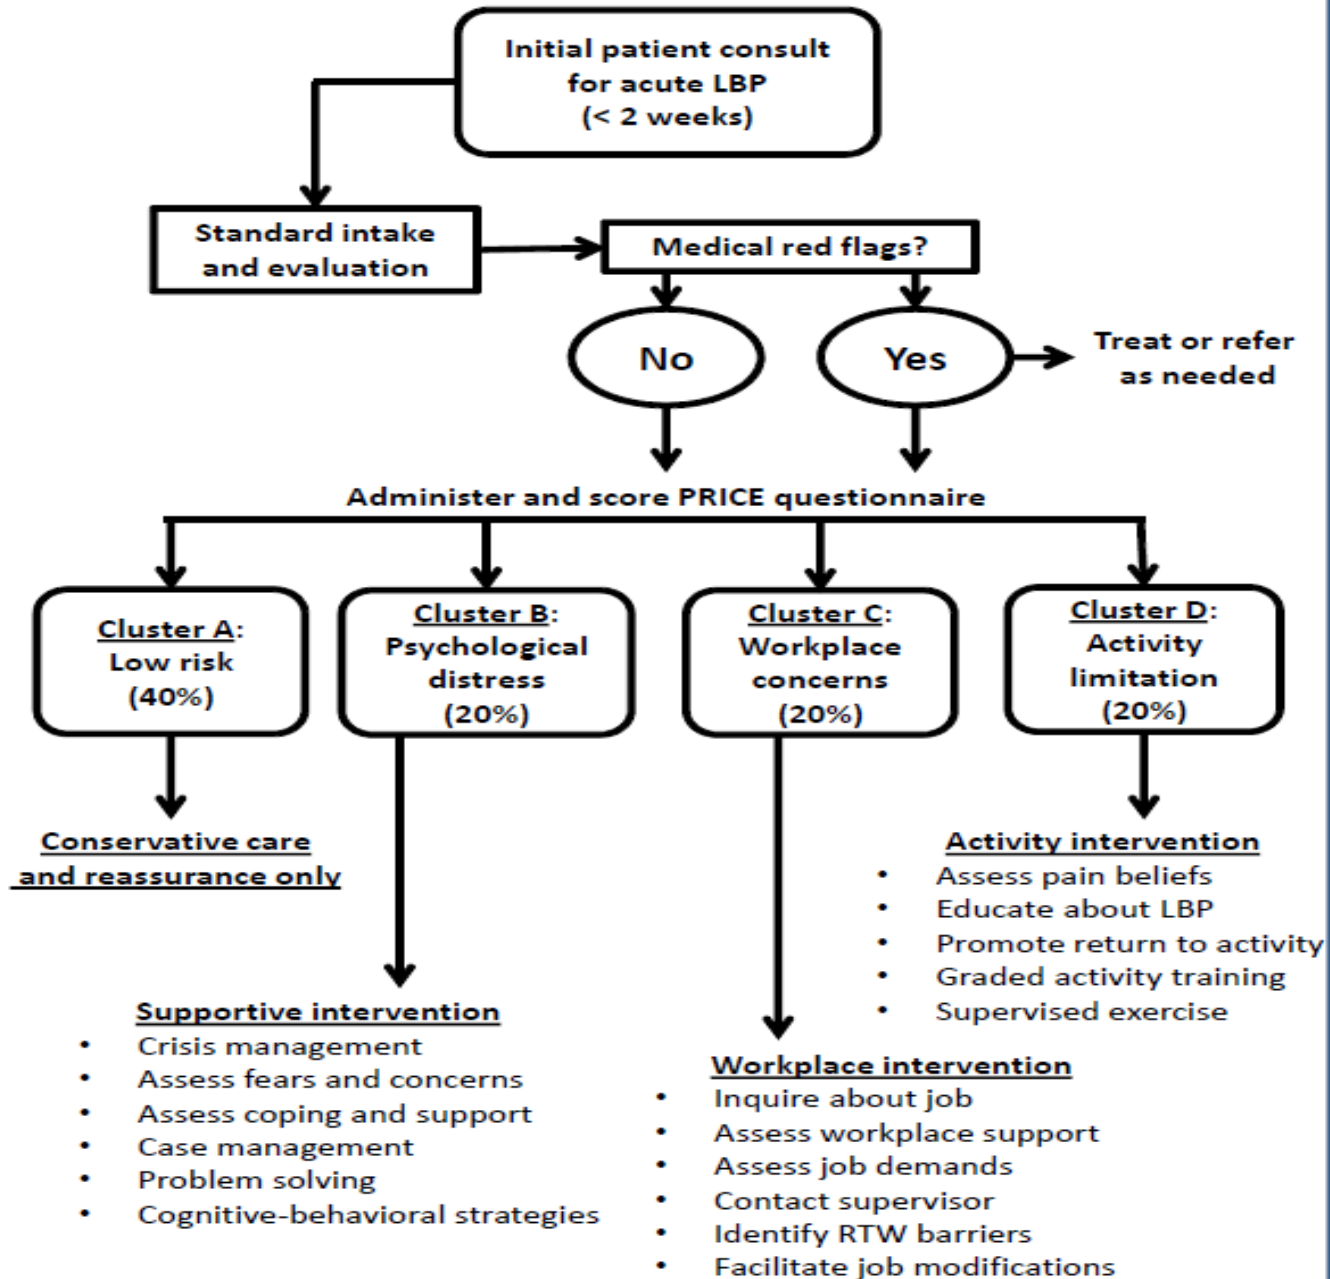 Initial patient consult
for acute LBP
(< 2 weeks)
Standard intake
and evaluation
Medical red flags?
No
Yes
Treat or refer
as needed
Administer and score PRICE questionnaire
Cluster A:
Low risk
(40%)
Cluster B:
Psychological
distress
(20%)
Cluster C:
Workplace
concerns
(20%)
Cluster D:
Activity
limitation
(20%)
Conservative care
and reassurance only
Supportive intervention
• Crisis management
• Assess fears and concerns
• Assess coping and support
• Case management
• Problem solving
• Cognitive-behavioral strategies
Workplace intervention
• Inquire about job
• Assess workplace support
• Assess job demands
• Contact supervisor
• Identify RTW barriers
• Facilitate job modifications
Activity intervention
• Assess pain beliefs
• Educate about LBP
• Promote return to activity
• Graded activity training
• Supervised exercise